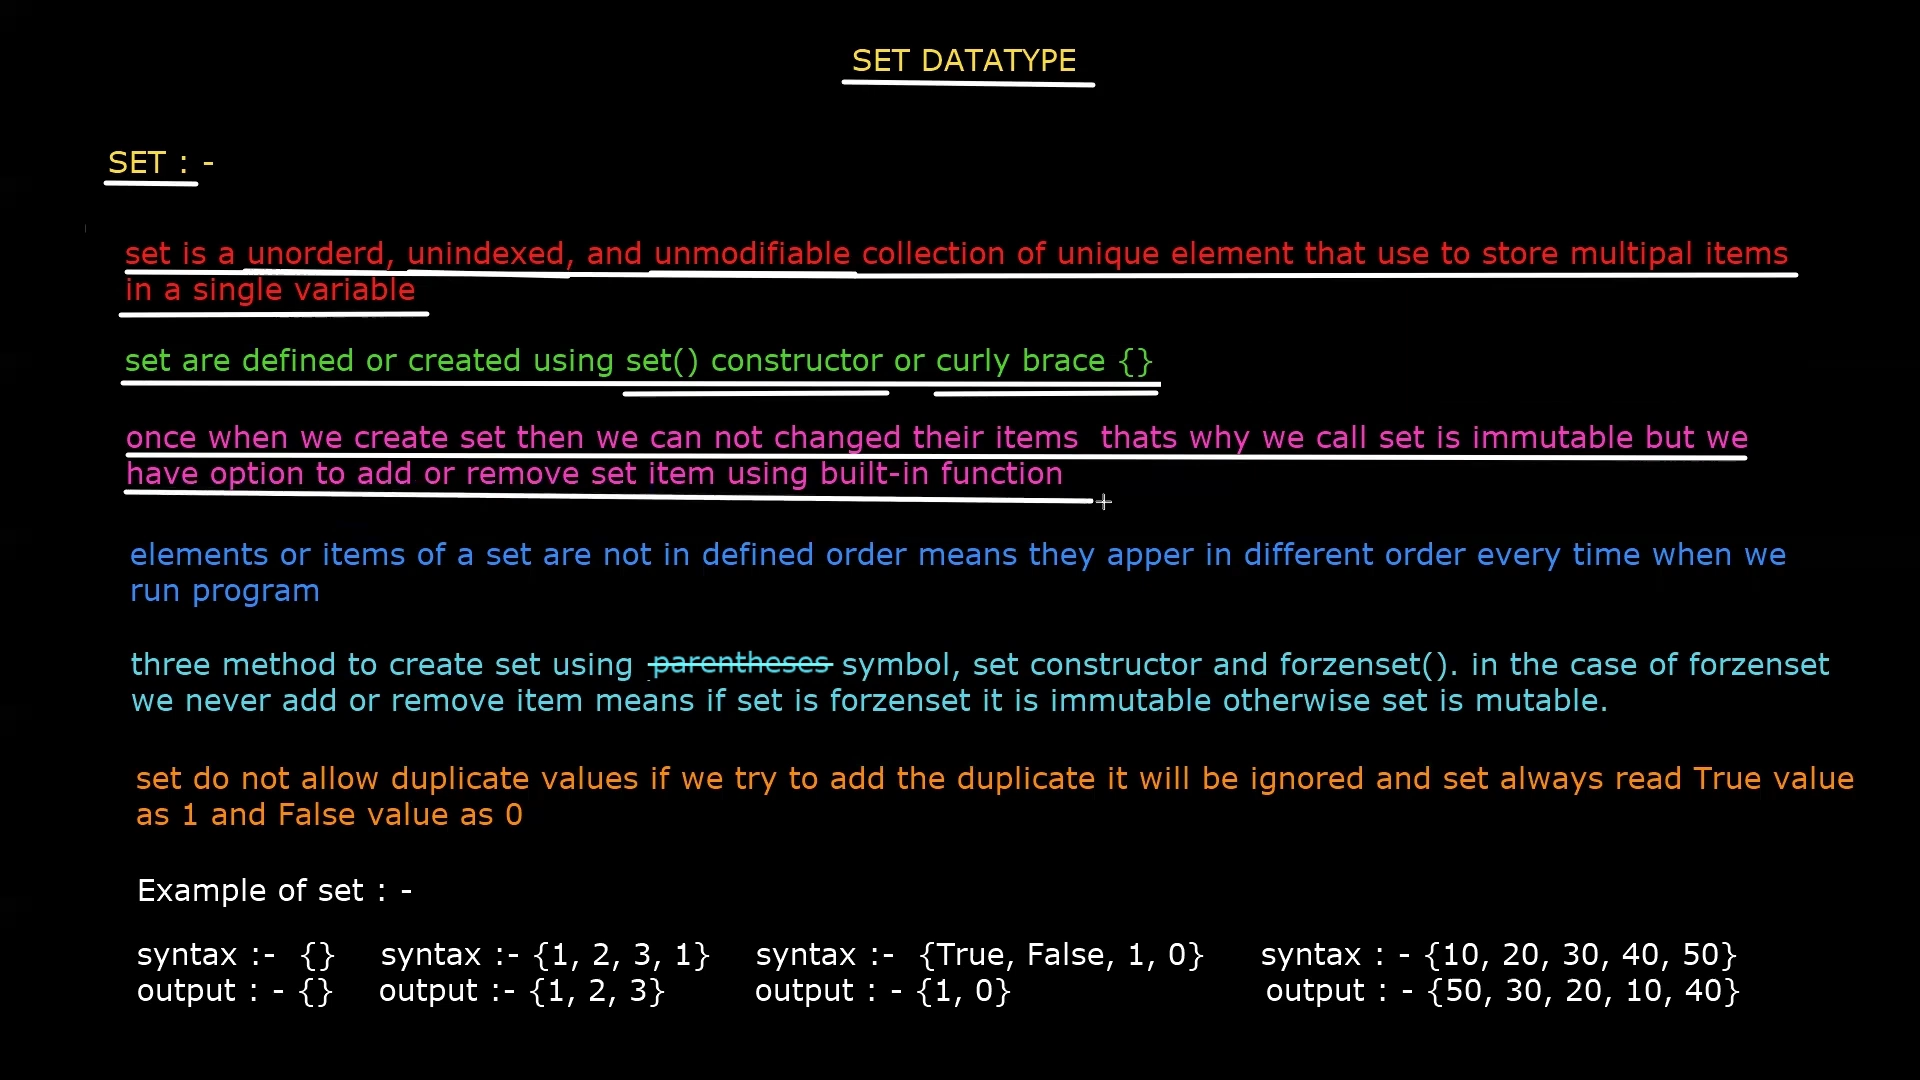 SET DATATYPE
SET : -
set is a unorderd, unindexed, and unmodifiable collection of unique element that use to store multipal items
in a single variable
set are defined or created using set() constructor or curly brace {}
once when we create set then we can not changed their items  thats why we call set is immutable but we
have option to add or remove set item using built-in function
elements or items of a set are not in defined order means they apper in different order every time when we
run program
three method to create set using parentheses symbol, set constructor and forzenset(). in the case of forzenset
we never add or remove item means if set is forzenset it is immutable otherwise set is mutable.
set do not allow duplicate values if we try to add the duplicate it will be ignored and set always read True value
as 1 and False value as 0
Example of set : -
syntax :-  {}    syntax :- {1, 2, 3, 1}    syntax :-  {True, False, 1, 0}    syntax : - {10, 20, 30, 40, 50}
output : - {}    output :- {1, 2, 3}    output : - {1, 0}    output : - {50, 30, 20, 10, 40}